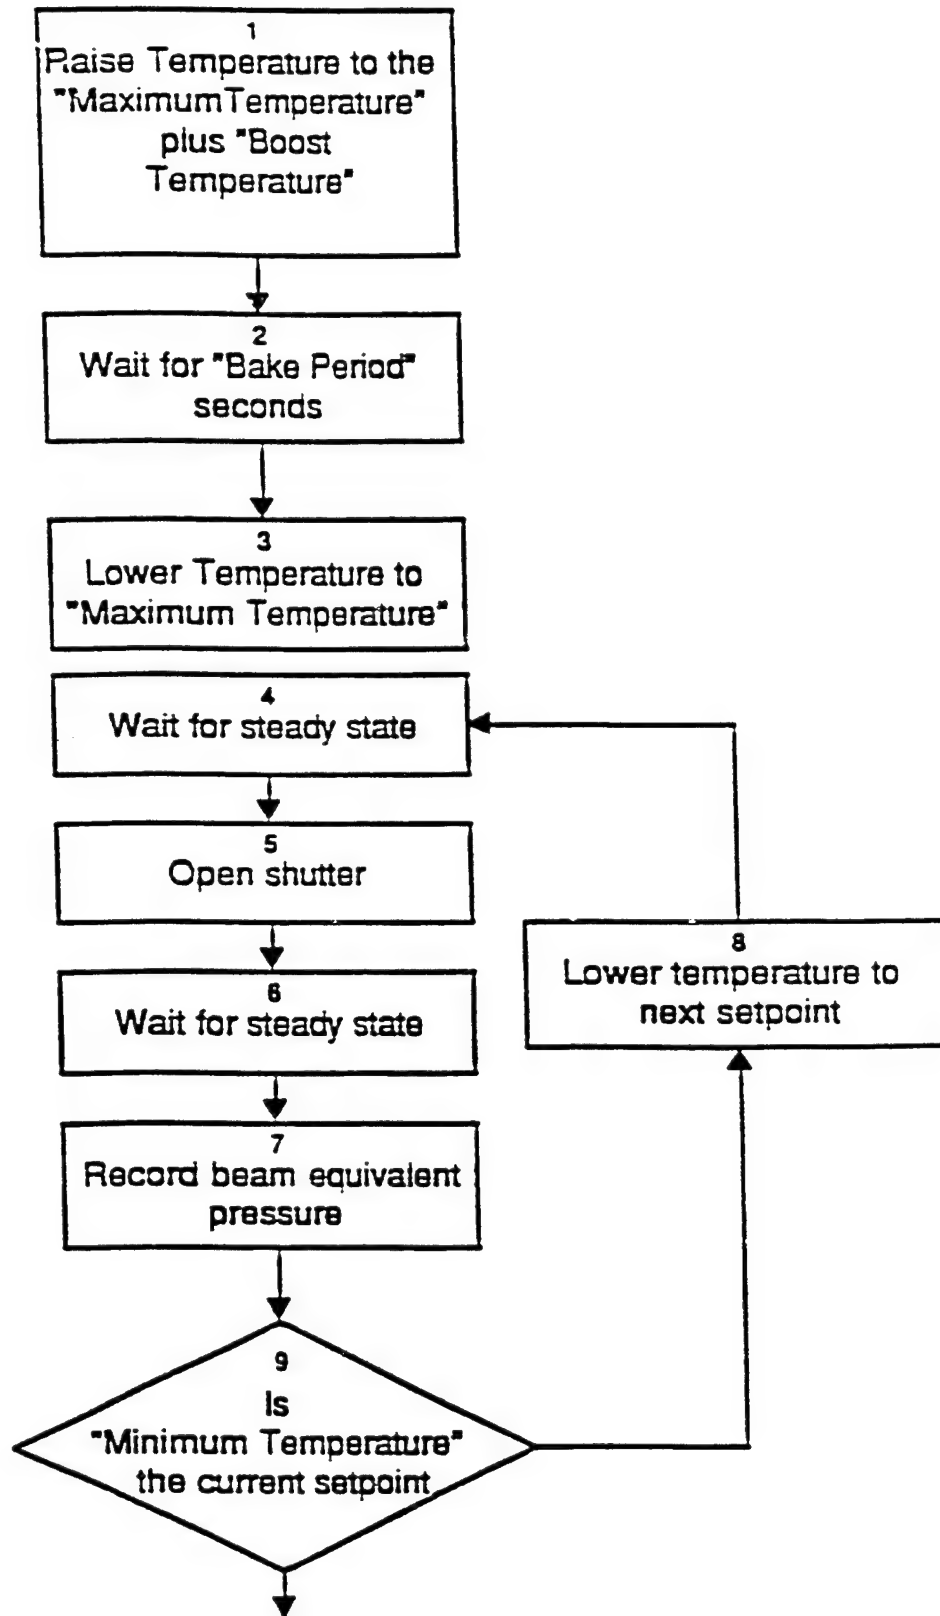 1
Raise Temperature to the
"MaximumTemperature"
plus "Boost
Temperature"
2
Wait for "Bake Period"
seconds
3
Lower Temperature to
"Maximum Temperature"
4
Wait for steady state
5
Open shutter
6
Wait for steady state
7
Record beam equivalent
pressure
8
Lower temperature to
next setpoint
9
Is
"Minimum Temperature"
the current setpoint